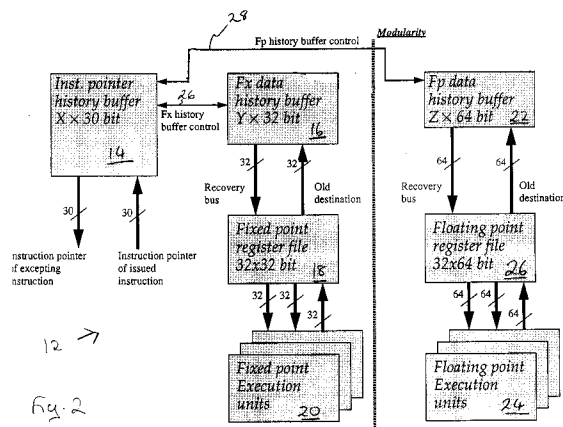 28
Fp history buffer control
Modularity
Inst. pointer
history buffer
X × 30 bit
14
26
Fx history
buffer control
Fx data
history buffer
Y × 32 bit
16
Fp data
history buffer
Z × 64 bit
22
30
30
32
32
64
64
Recovery
bus
Old
destination
Recovery
bus
Old
destination
nstruction pointer
of excepting
nstruction
Instruction pointer
of issued
instruction
Fixed point
register file
32x32 bit
18
Floating point
register file
32x64 bit
26
32
32
32
64
64
64
12
Fixed point
Execution
units
20
Floating point
Execution
units
24
Fig. 2